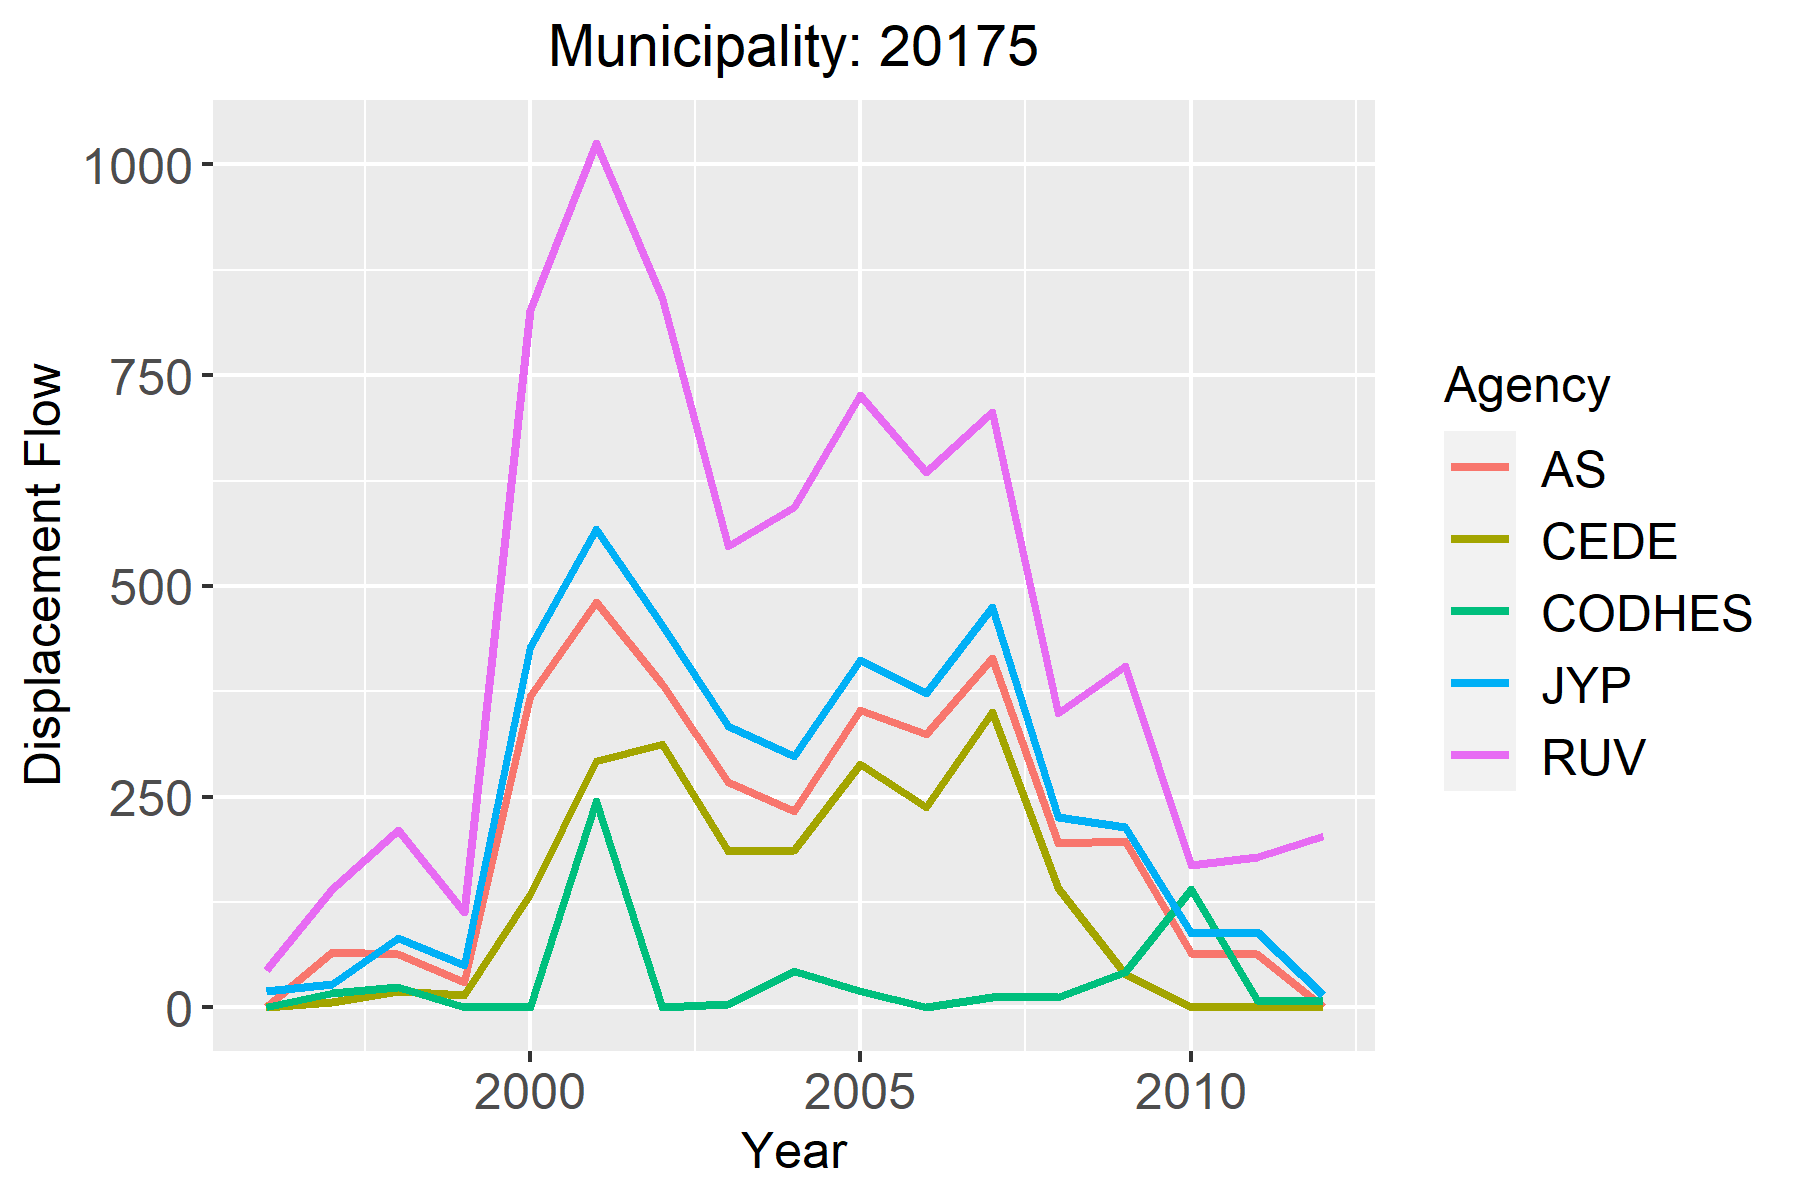 Municipality: 20175
1000
750
500
250
0
Displacement Flow
2000
2005
2010
Year
Agency
AS
CEDE
CODHES
JYP
RUV